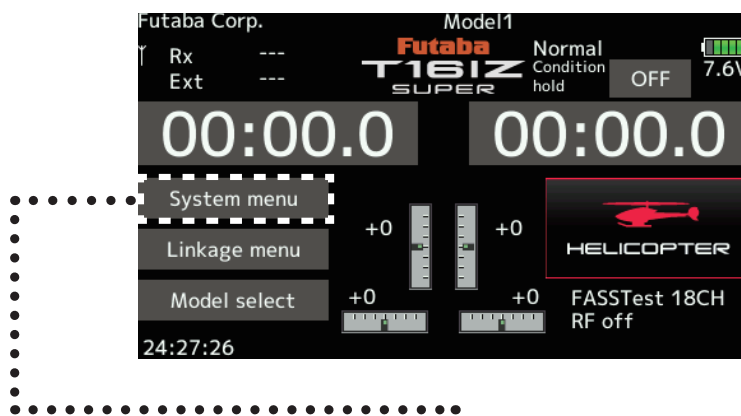 Futaba Corp.
Model1
Rx ---
Ext ---
Futaba
T16IZ
SUPER
Normal
Condition
hold
OFF
7.6V
00:00.0
00:00.0
System menu
Linkage menu
Model select
+0
+0
+0
+0
HELICOPTER
FASSTest 18CH
RF off
24:27:26